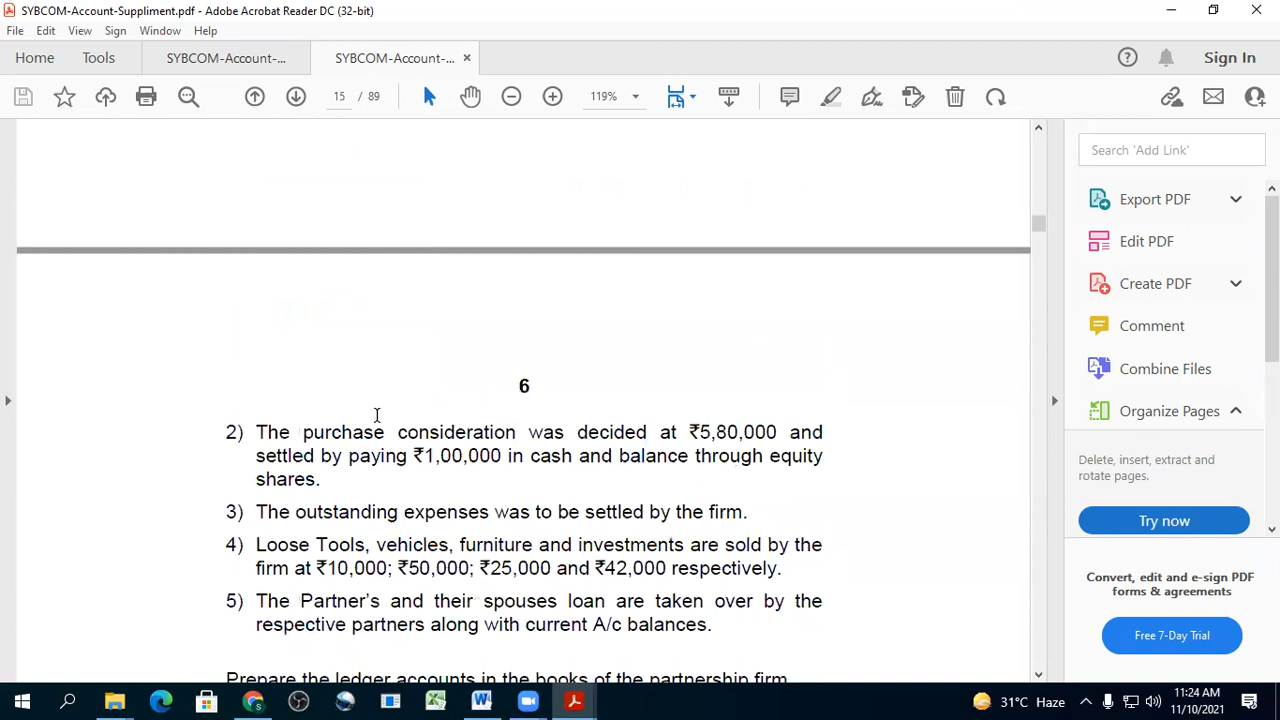 SYBCOM-Account-Suppliment.pdf - Adobe Acrobat Reader DC (32-bit)
File Edit View Sign Window Help
Home Tools SYBCOM-Account-... SYBCOM-Account-... × Sign In
15 / 89 119%
Search 'Add Link'
Export PDF
Edit PDF
Create PDF
Comment
Combine Files
Organize Pages
Delete, insert, extract and
rotate pages.
Try now
Convert, edit and e-sign PDF
forms & agreements
Free 7-Day Trial
6
2) The purchase consideration was decided at ₹5,80,000 and
settled by paying ₹1,00,000 in cash and balance through equity
shares.
3) The outstanding expenses was to be settled by the firm.
4) Loose Tools, vehicles, furniture and investments are sold by the
firm at ₹10,000; ₹50,000; ₹25,000 and ₹42,000 respectively.
5) The Partner's and their spouses loan are taken over by the
respective partners along with current A/c balances.
Prepare the ledger accounts in the books of the partnership firm
31°C Haze
11:24 AM
11/10/2021